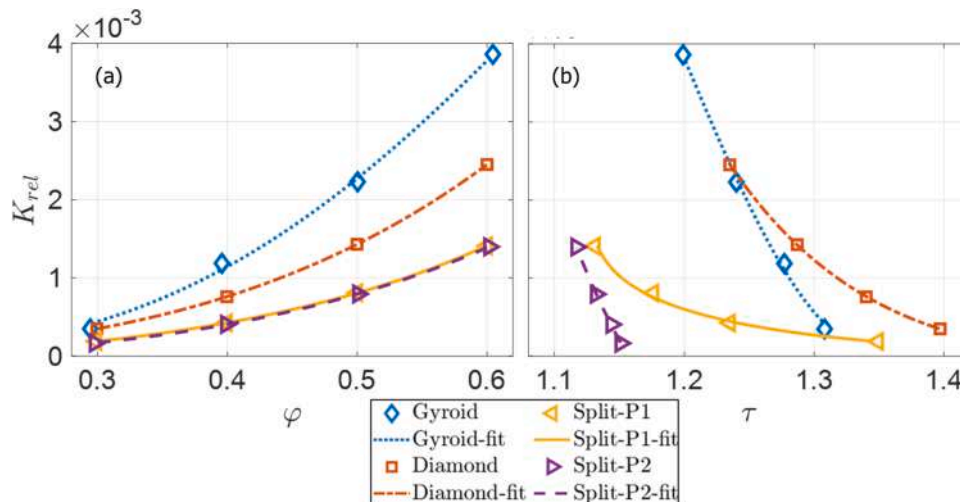 4 ×10⁻³
(a)
(b)
3
2
1
0
K_rel
0.3 0.4 0.5 0.6
1.1 1.2 1.3 1.4
φ
τ
Gyroid
Gyroid-fit
Diamond
Diamond-fit
Split-P1
Split-P1-fit
Split-P2
Split-P2-fit